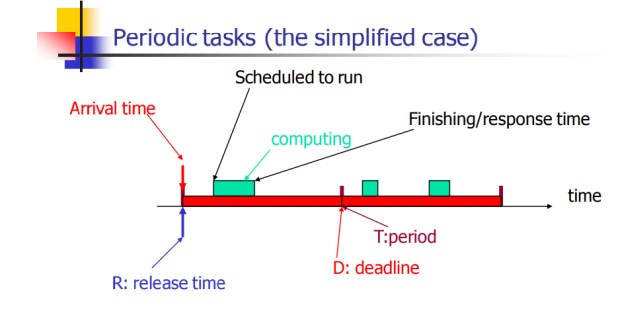 Periodic tasks (the simplified case)
Scheduled to run
Arrival time
Finishing/response time
computing
time
T:period
D: deadline
R: release time